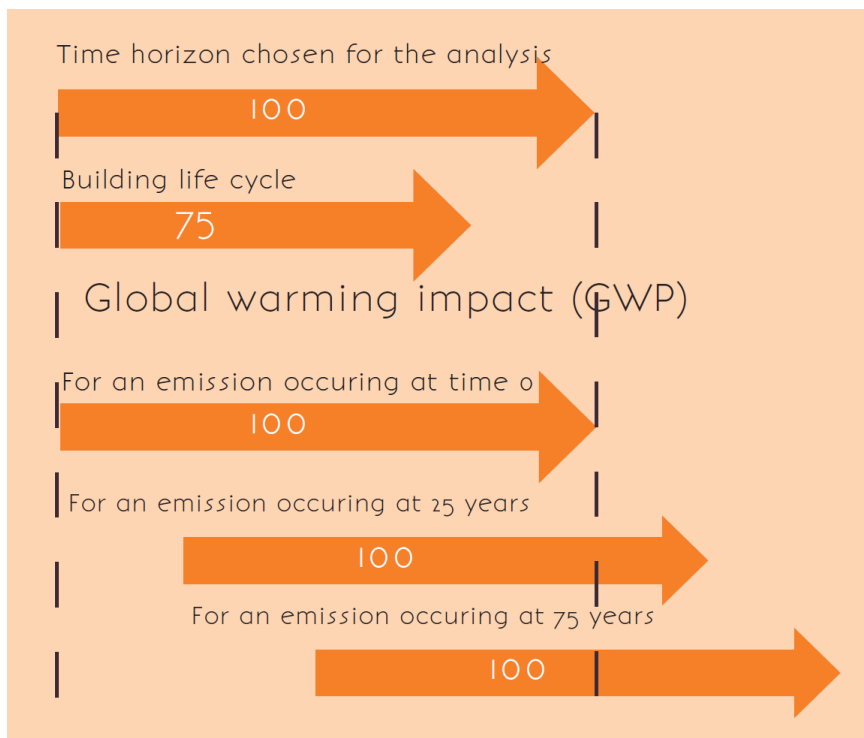 Time horizon chosen for the analysis
100
Building life cycle
75
Global warming impact (GWP)
For an emission occuring at time 0
100
For an emission occuring at 25 years
100
For an emission occuring at 75 years
100